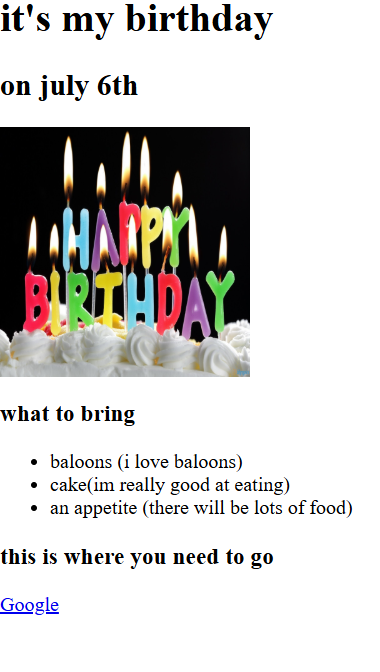 it's my birthday
on july 6th
HAPPY
BIRTHDAY
what to bring
baloons (i love baloons)
cake(im really good at eating)
an appetite (there will be lots of food)
this is where you need to go
Google